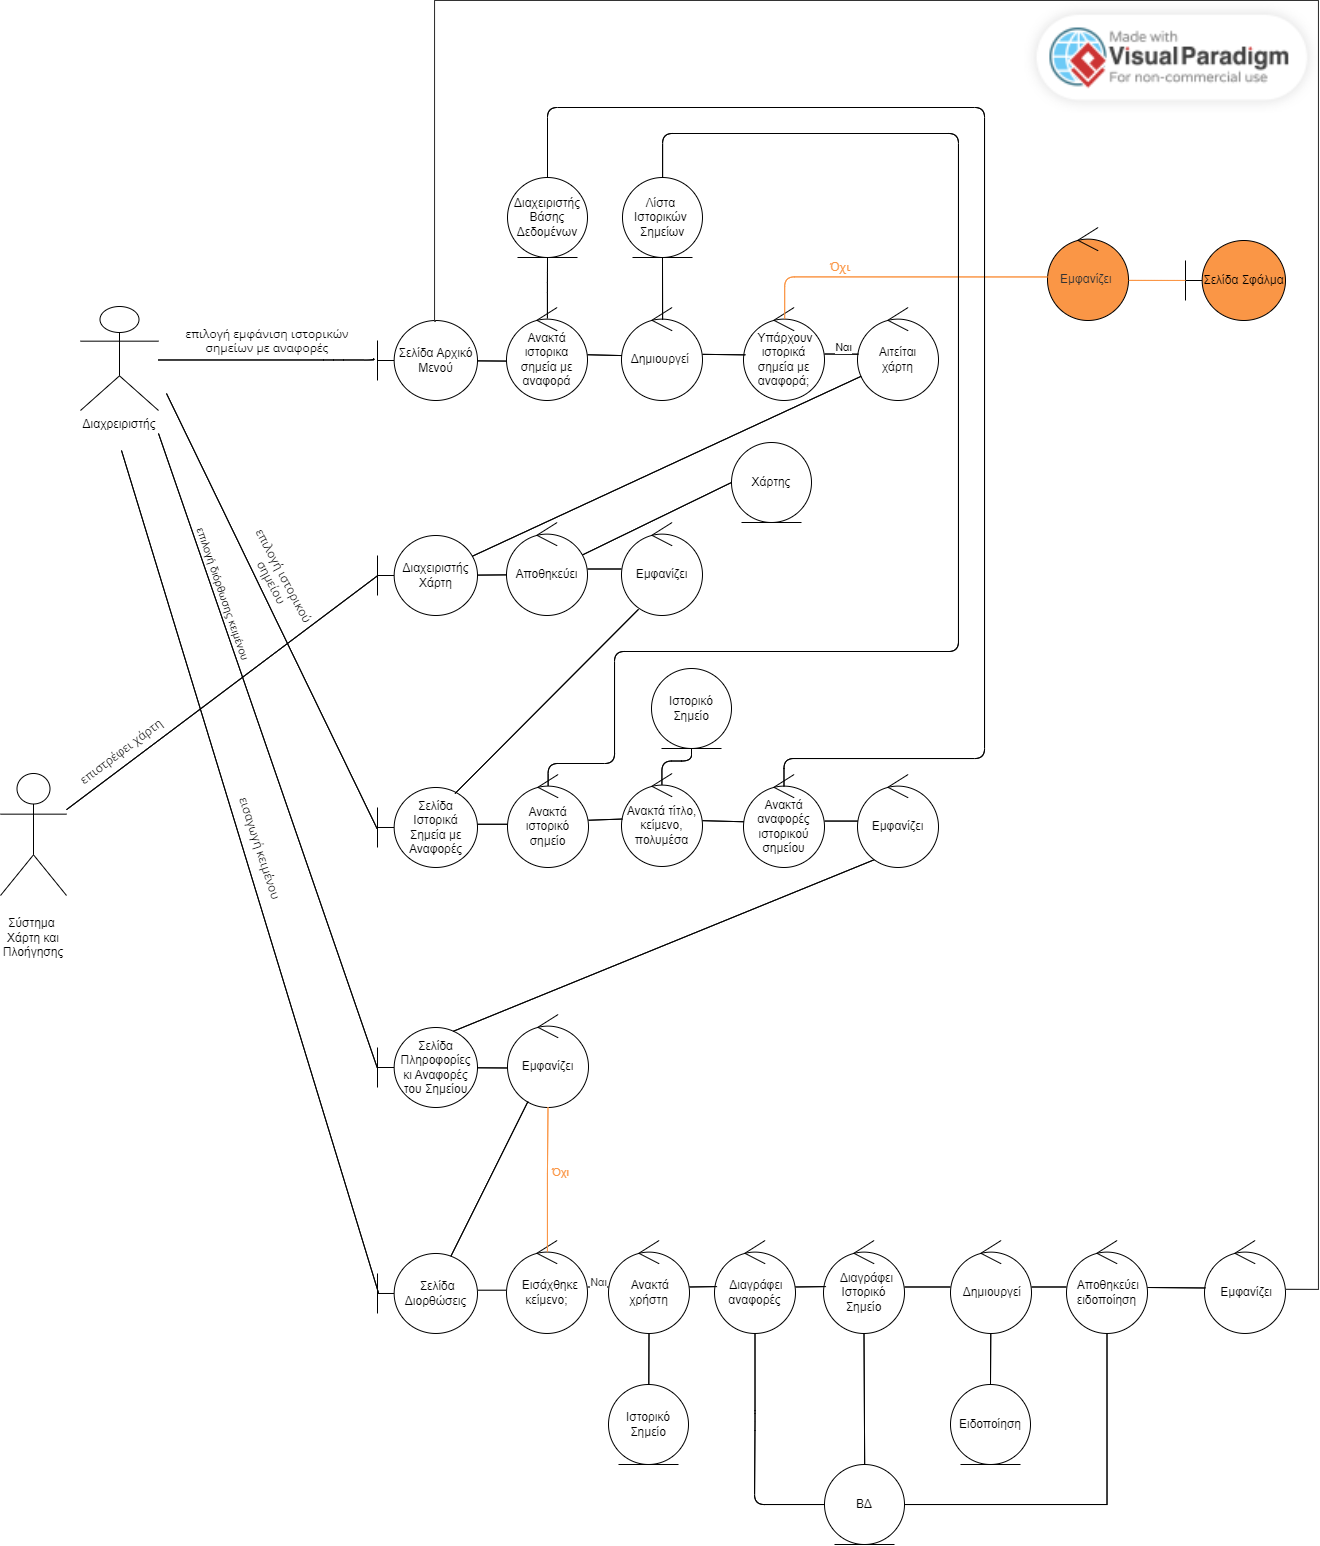 Made with
Visual Paradigm
For non-commercial use
Διαχειριστής
Βάσης
Δεδομένων
Λίστα
Ιστορικών
Σημείων
Όχι
Εμφανίζει
Σελίδα Σφάλμα
επιλογή εμφάνιση ιστορικών
σημείων με αναφορές
Σελίδα Αρχικό
Μενού
Ανακτά
ιστορικα
σημεία με
αναφορά
Δημιουργεί
Υπάρχουν
ιστορικά
σημεία με
αναφορά;
Ναι
Αιτείται
χάρτη
Διαχρειριστής
Χάρτης
επιλογή ιστορικού
σημείου
επιλογή διόρθωσης κειμένου
Διαχειριστής
Χάρτη
Αποθηκεύει
Εμφανίζει
Ιστορικό
Σημείο
επιστρέφει χάρτη
εισαγωγή κειμένου
Σελίδα
Ιστορικά
Σημεία με
Αναφορές
Ανακτά
ιστορικό
σημείο
Ανακτά τίτλο,
κείμενο,
πολυμέσα
Ανακτά
αναφορές
ιστορικού
σημείου
Εμφανίζει
Σύστημα
Χάρτη και
Πλοήγησης
Σελίδα
Πληροφορίες
κι Αναφορές
του Σημείου
Εμφανίζει
Όχι
Σελίδα
Διορθώσεις
Εισάχθηκε
κείμενο;
Ναι
Ανακτά
χρήστη
Διαγράφει
αναφορές
Διαγράφει
Ιστορικό
Σημείο
Δημιουργεί
Αποθηκεύει
ειδοποίηση
Εμφανίζει
Ιστορικό
Σημείο
Ειδοποίηση
ΒΔ